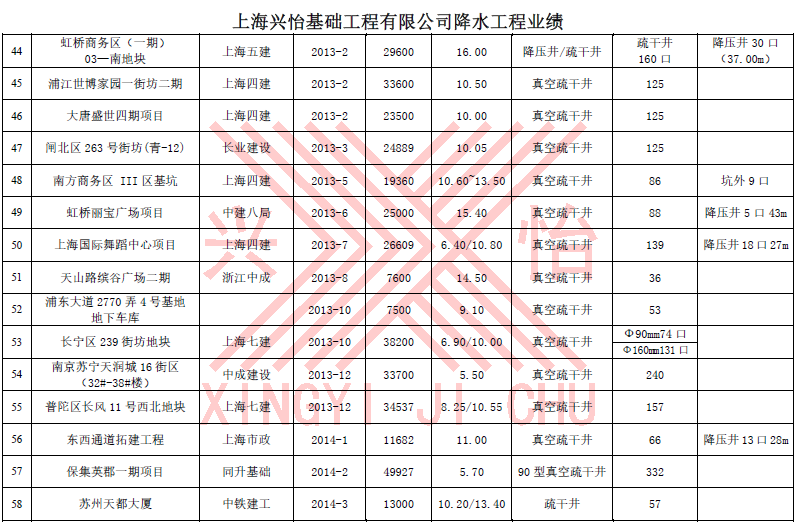 上海兴怡基础工程有限公司降水工程业绩
44 虹桥商务区（一期）03—南地块 上海五建 2013-2 29600 16.00 降压井/疏干井 疏干井160 口 降压井 30 口（37.00m）
45 浦江世博家园一街坊二期 上海四建 2013-2 33600 10.50 真空疏干井 125
46 大唐盛世四期项目 上海四建 2013-2 23500 10.00 真空疏干井 125
47 闸北区 263 号街坊(青-12) 长业建设 2013-3 24889 10.05 真空疏干井 125
48 南方商务区 III 区基坑 上海四建 2013-5 19360 10.60~13.50 真空疏干井 86 坑外 9 口
49 虹桥丽宝广场项目 中建八局 2013-6 25000 15.40 真空疏干井 88 降压井 5 口 43m
50 上海国际舞蹈中心项目 上海四建 2013-7 26609 6.40/10.80 真空疏干井 139 降压井 18 口 27m
51 天山路缤谷广场二期 浙江中成 2013-8 7600 14.50 真空疏干井 36
52 浦东大道 2770 弄 4 号基地地下车库 2013-10 7500 9.10 真空疏干井 53
53 长宁区 239 街坊地块 上海七建 2013-10 38200 6.90/10.00 真空疏干井 Φ90mm74 口 Φ160mm131 口
54 南京苏宁天润城 16 街区（32#-38#楼） 中成建设 2013-12 33700 5.50 真空疏干井 240
55 普陀区长风 11 号西北地块 上海七建 2013-12 34537 8.25/10.55 真空疏干井 157
56 东西通道拓建工程 上海市政 2014-1 11682 11.00 真空疏干井 66 降压井 13 口 28m
57 保集英郡一期项目 同升基础 2014-2 49927 5.70 90 型真空疏干井 332
58 苏州天都大厦 中铁建工 2014-3 13000 10.20/13.40 疏干井 57
兴 怡
XINGYI JI CHU